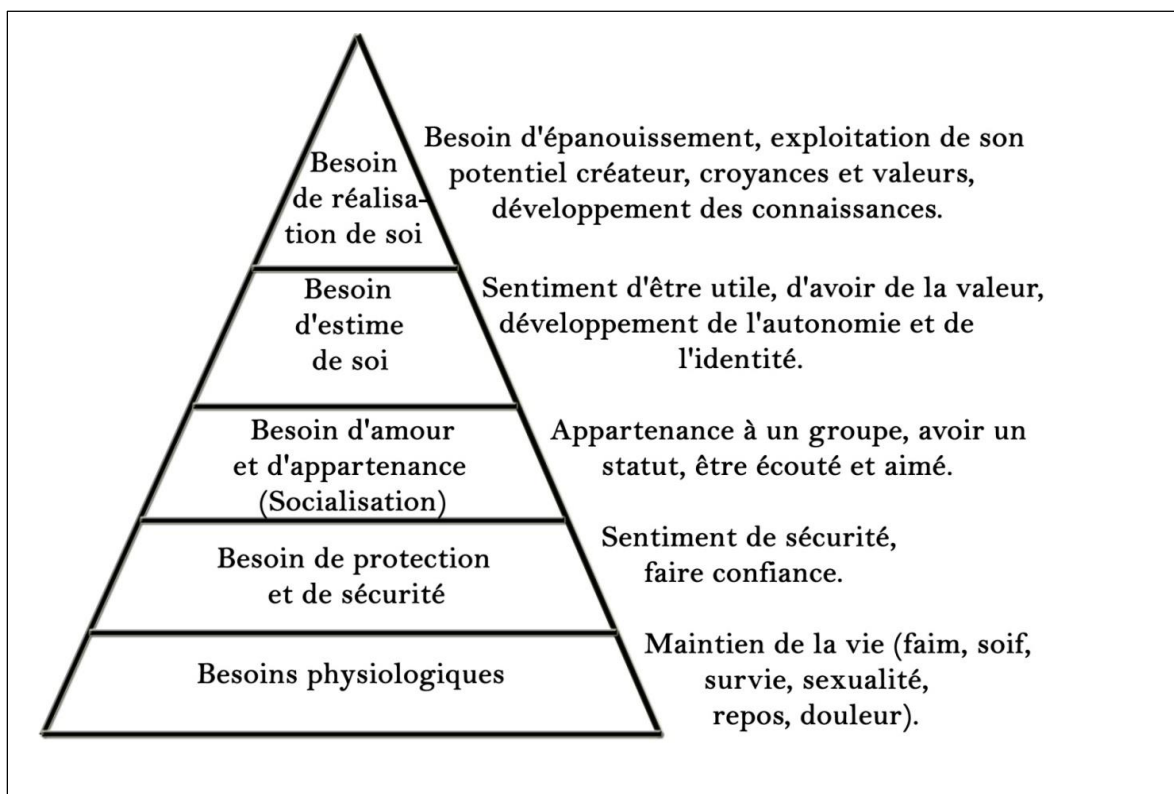 Besoin
de réalisa-
tion de soi
Besoin d'épanouissement, exploitation de son
potentiel créateur, croyances et valeurs,
développement des connaissances.
Besoin
d'estime
de soi
Sentiment d'être utile, d'avoir de la valeur,
développement de l'autonomie et de
l'identité.
Besoin d'amour
et d'appartenance
(Socialisation)
Appartenance à un groupe, avoir un
statut, être écouté et aimé.
Besoin de protection
et de sécurité
Sentiment de sécurité,
faire confiance.
Besoins physiologiques
Maintien de la vie (faim, soif,
survie, sexualité,
repos, douleur).